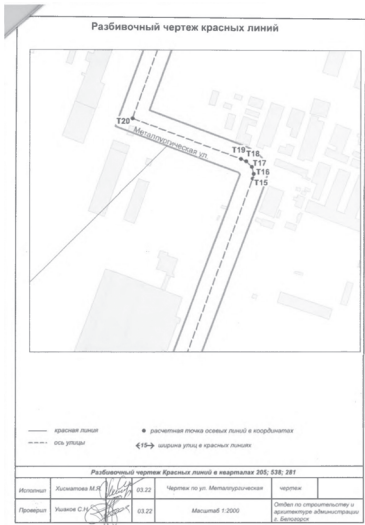 Разбивочный чертеж красных линий
Т20
Металлургическая ул.
Т19
Т18
Т17
Т16
Т15
красная линия
расчетная точка осевых линий в координатах
ось улицы
15 ширина улиц в красных линиях
Разбивочный чертеж Красных линий в кварталах 205; 538; 281
Исполнил Хисматова М.Я. 03.22 Чертеж по ул. Металлургическая чертеж
Проверил Ушаков С.Н. 03.22 Масштаб 1:2000 Отдел по строительству и
архитектуре администрации
г. Белорецк